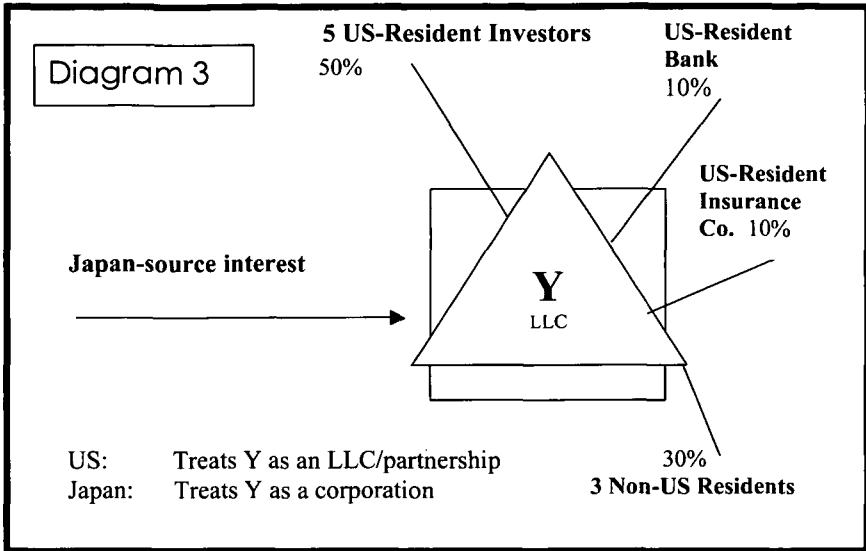 Diagram 3
5 US-Resident Investors
50%
US-Resident
Bank
10%
US-Resident
Insurance
Co. 10%
Japan-source interest
Y
LLC
US: Treats Y as an LLC/partnership
Japan: Treats Y as a corporation
30%
3 Non-US Residents